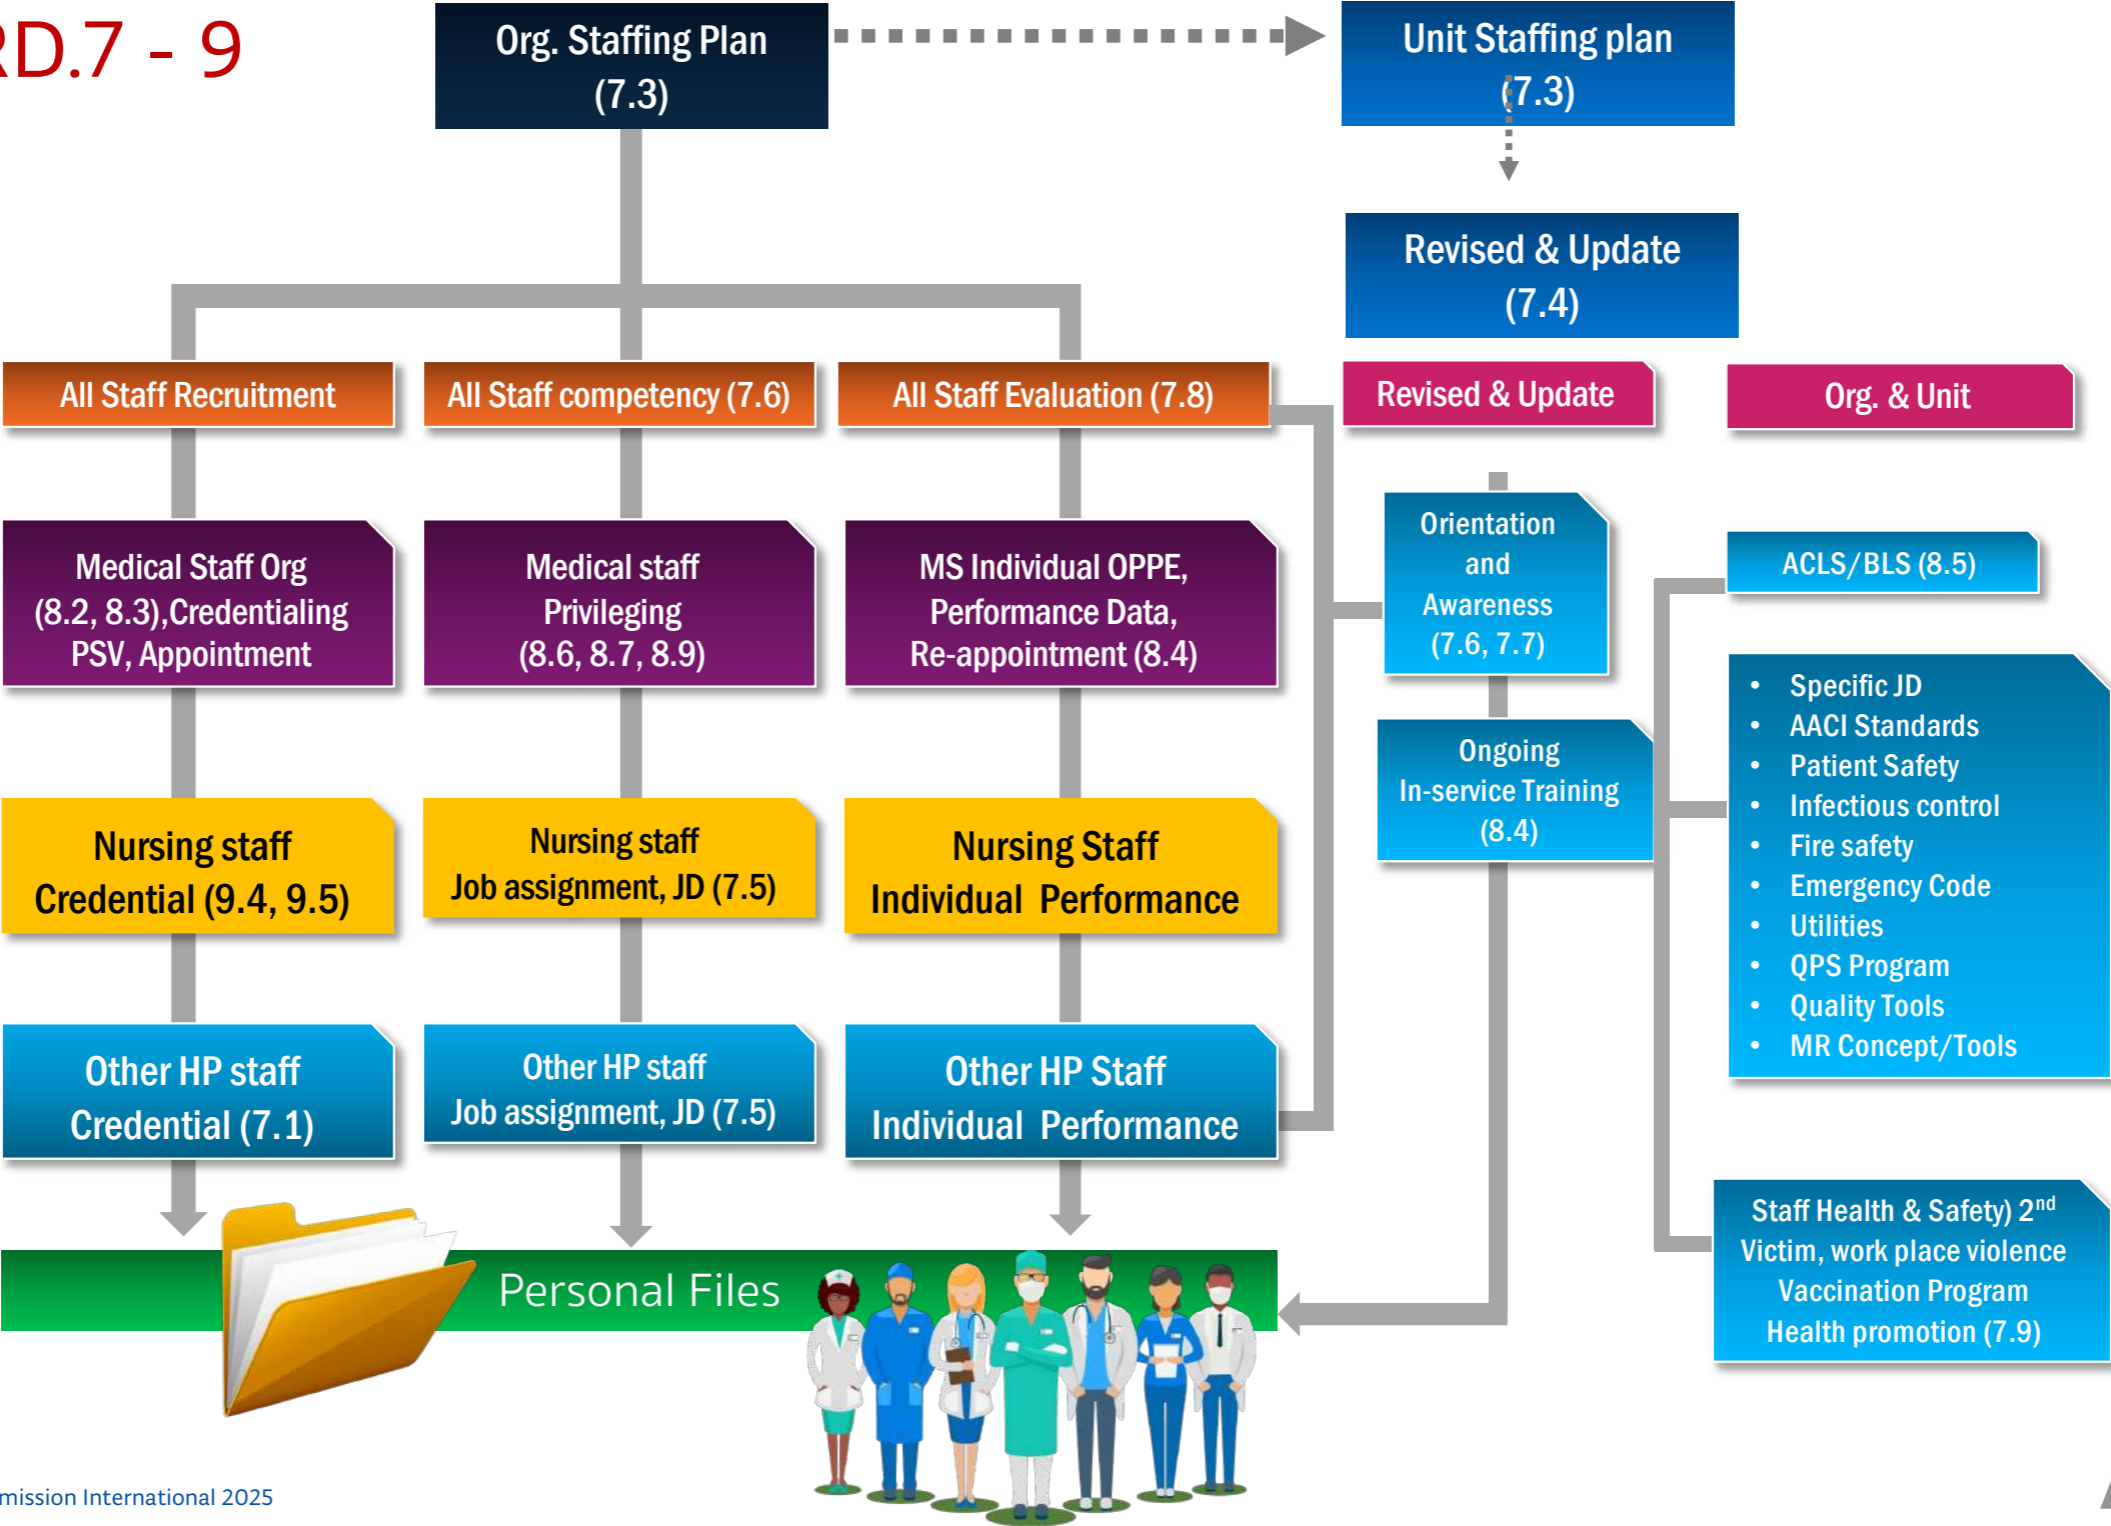 RD.7 - 9
Org. Staffing Plan
(7.3)
Unit Staffing plan
(7.3)
Revised & Update
(7.4)
All Staff Recruitment
All Staff competency (7.6)
All Staff Evaluation (7.8)
Revised & Update
Org. & Unit
Medical Staff Org
(8.2, 8.3),Credentialing
PSV, Appointment
Medical staff
Privileging
(8.6, 8.7, 8.9)
MS Individual OPPE,
Performance Data,
Re-appointment (8.4)
Orientation
and
Awareness
(7.6, 7.7)
ACLS/BLS (8.5)
Ongoing
In-service Training
(8.4)
• Specific JD
• AACI Standards
• Patient Safety
• Infectious control
• Fire safety
• Emergency Code
• Utilities
• QPS Program
• Quality Tools
• MR Concept/Tools
Nursing staff
Credential (9.4, 9.5)
Nursing staff
Job assignment, JD (7.5)
Nursing Staff
Individual Performance
Other HP staff
Credential (7.1)
Other HP staff
Job assignment, JD (7.5)
Other HP Staff
Individual Performance
Staff Health & Safety) 2nd
Victim, work place violence
Vaccination Program
Health promotion (7.9)
Personal Files
mission International 2025